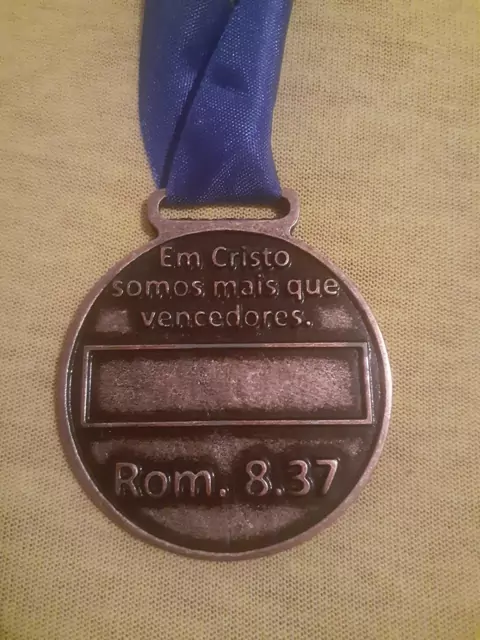 Em Cristo
somos mais que
vencedores.
Rom. 8.37